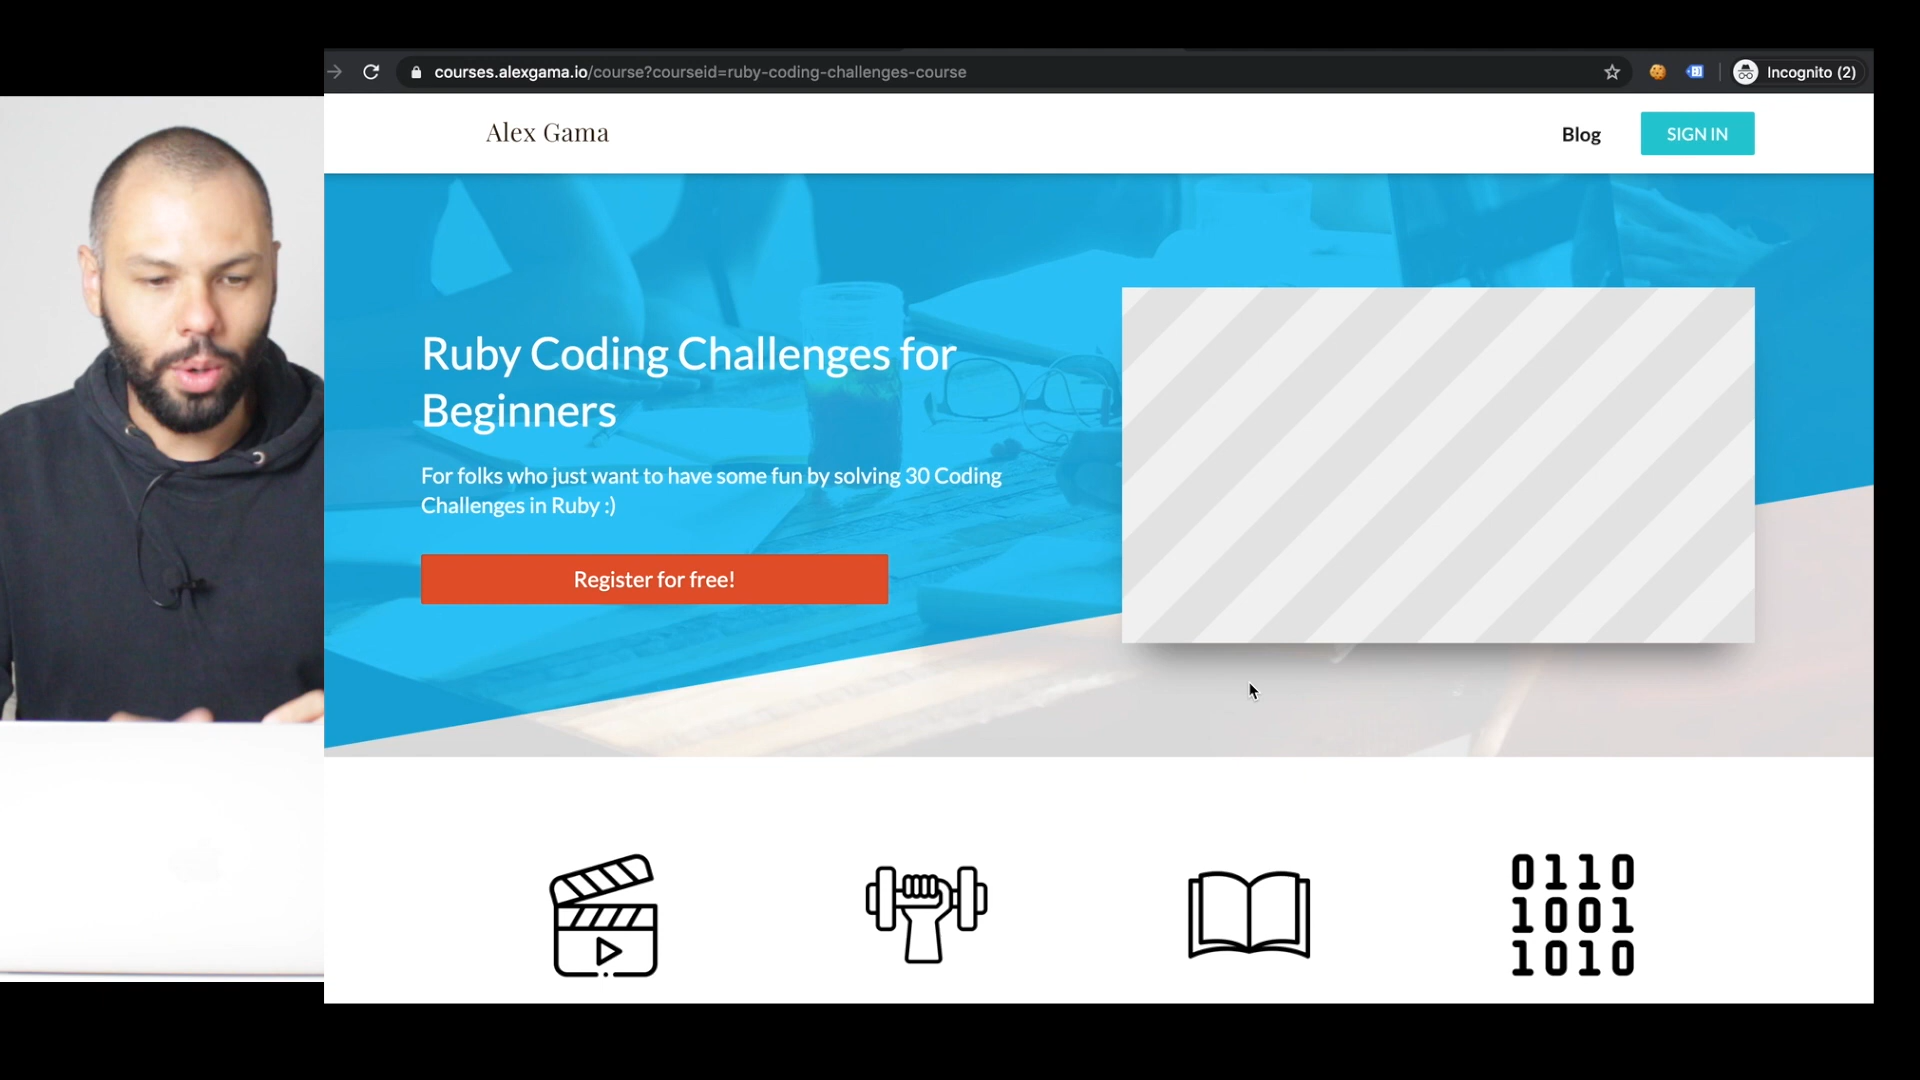 courses.alexgama.io/course?courseid=ruby-coding-challenges-course
Incognito (2)
Alex Gama
Blog
SIGN IN
Ruby Coding Challenges for
Beginners
For folks who just want to have some fun by solving 30 Coding
Challenges in Ruby :)
Register for free!
0110
1001
1010